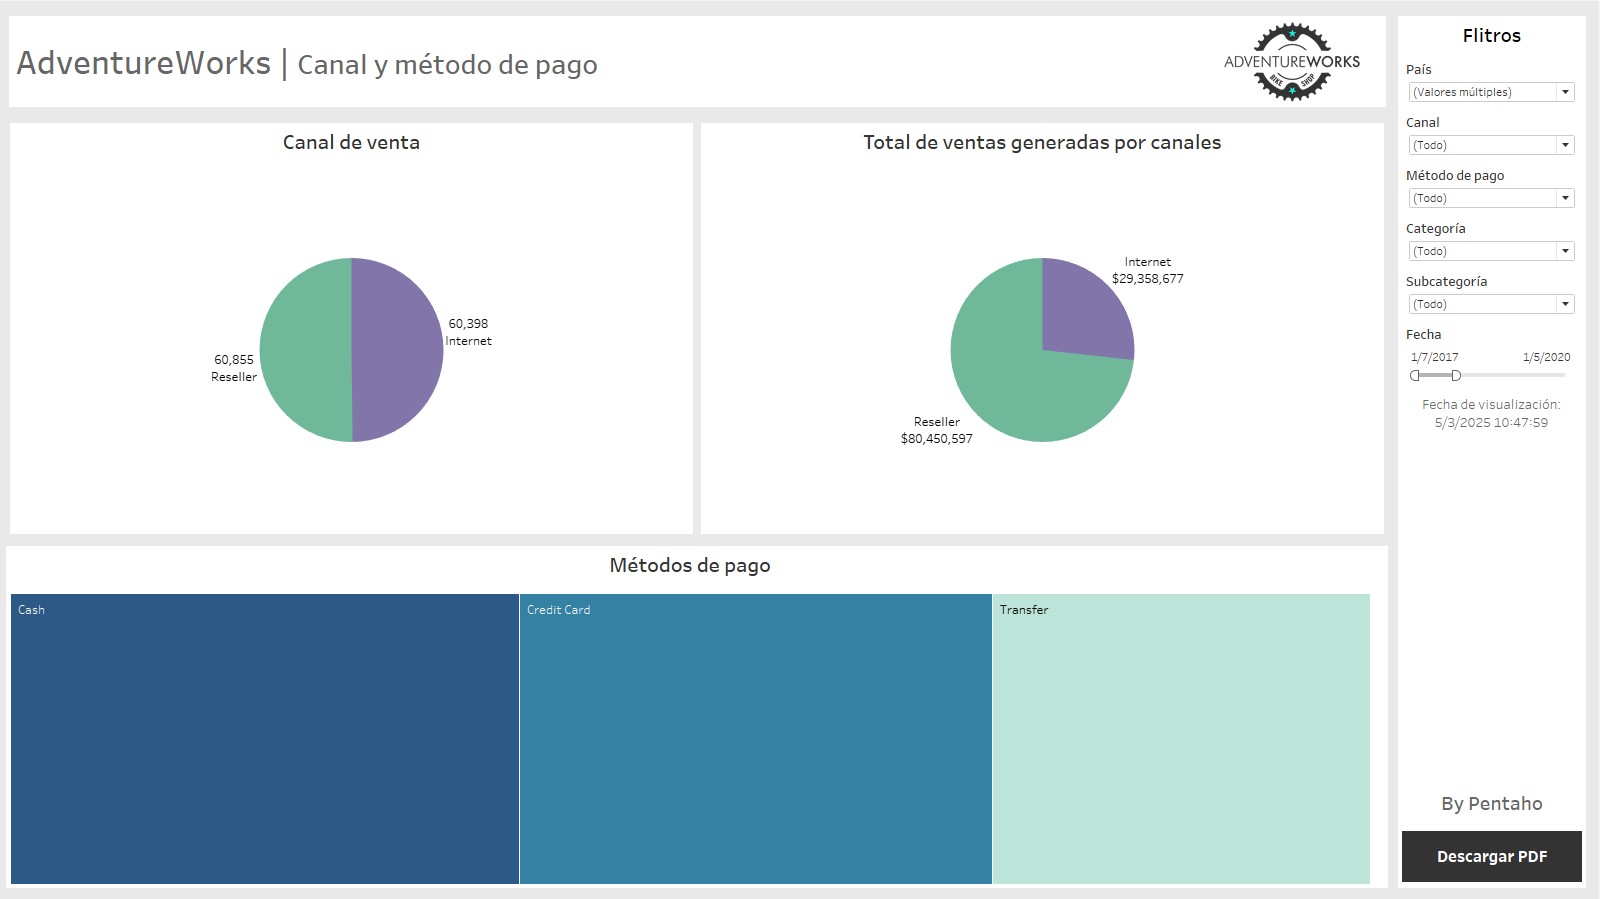 AdventureWorks | Canal y método de pago
ADVENTUREWORKS
BIKE SHOP
Canal de venta
60,398
Internet
60,855
Reseller
Total de ventas generadas por canales
Internet
$29,358,677
Reseller
$80,450,597
Métodos de pago
Cash
Credit Card
Transfer
Flitros
País
(Valores múltiples)
Canal
(Todo)
Método de pago
(Todo)
Categoría
(Todo)
Subcategoría
(Todo)
Fecha
1/7/2017 1/5/2020
Fecha de visualización:
5/3/2025 10:47:59
By Pentaho
Descargar PDF